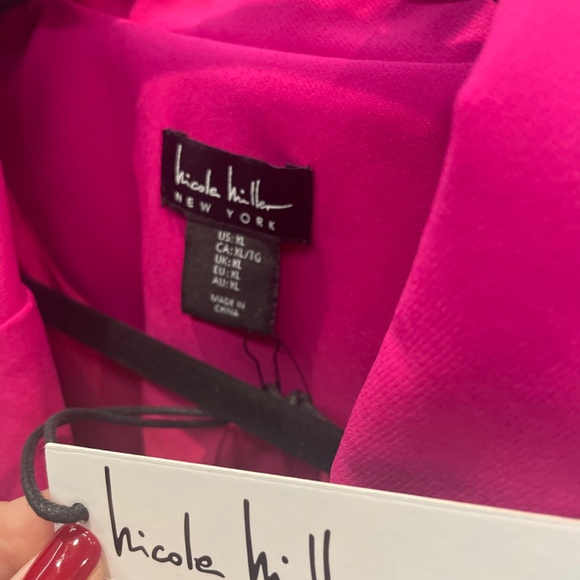 nicole miller
NEW YORK
US: XL
CA: XL/TG
UK: XL
EU: XL
AU: XL
MADE IN
CHINA
nicole miller